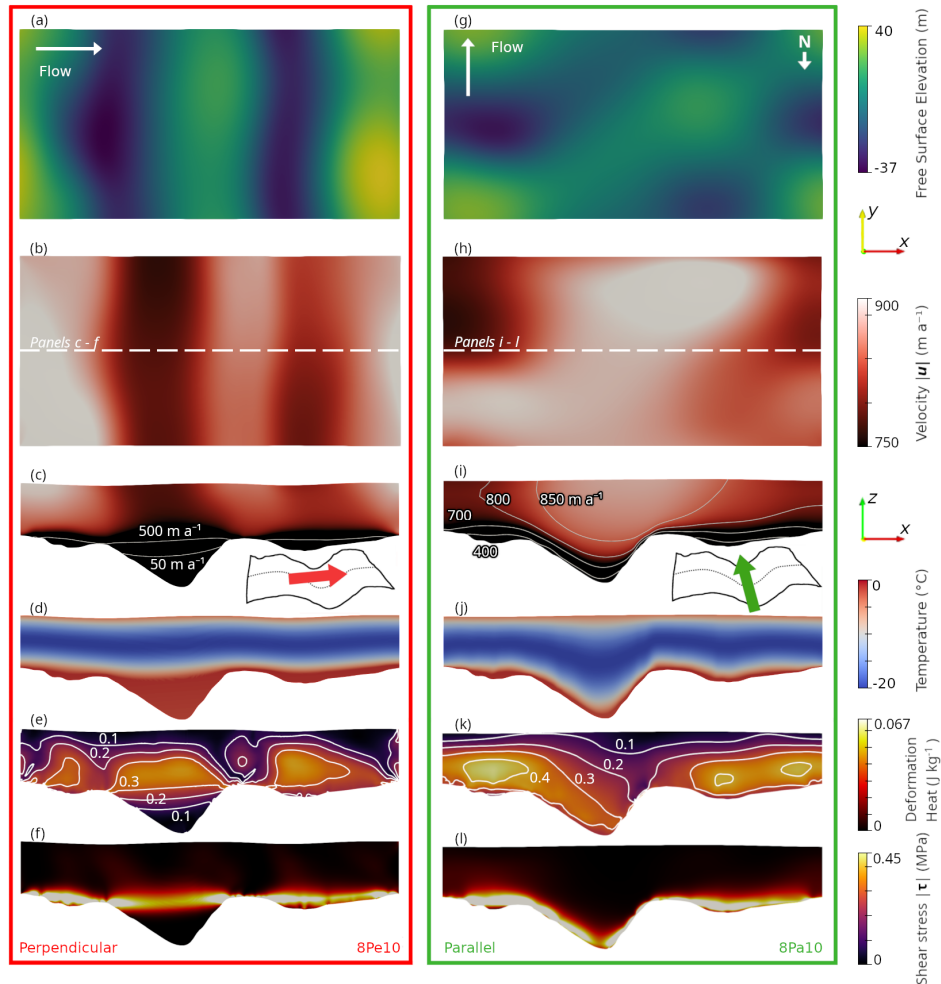 (a)
Flow
(g)
Flow
N
40
-37
Free Surface Elevation (m)
y
x
(b)
Panels c - f
(h)
Panels i - l
900
750
Velocity |u| (m a⁻¹)
(c)
500 m a⁻¹
50 m a⁻¹
(i)
800
850 m a⁻¹
700
400
z
x
(d)
(j)
0
-20
Temperature (°C)
(e)
0.1
0.2
0.3
0.2
0.1
(k)
0.1
0.2
0.3
0.4
0.067
0
Deformation
Heat (J kg⁻¹)
(f)
(l)
0.45
0
Shear stress |τ| (MPa)
Perpendicular
8Pe10
Parallel
8Pa10